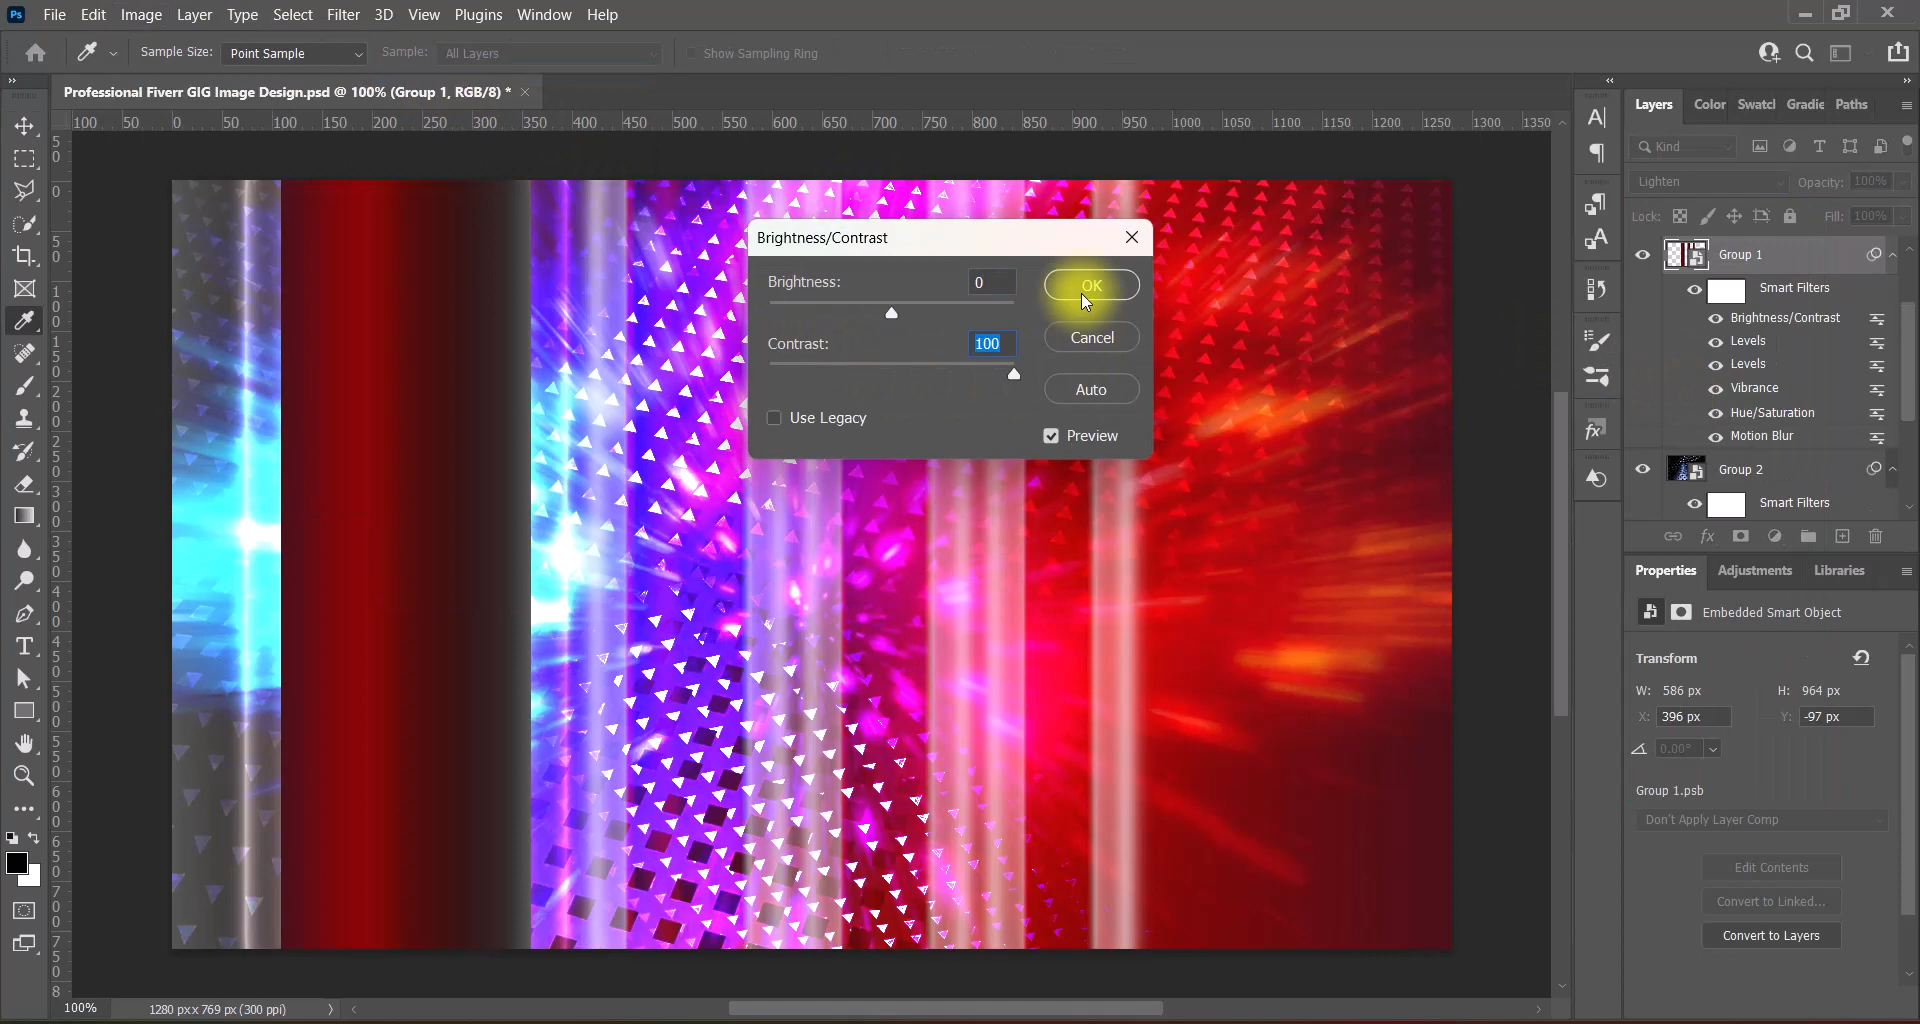 Ps File Edit Image Layer Type Select Filter 3D View Plugins Window Help
Sample Size: Point Sample Sample: All Layers Show Sampling Ring
Professional Fiverr GIG Image Design.psd @ 100% (Group 1, RGB/8) *
100 50 0 50 100 150 200 250 300 350 400 450 500 550 600 650 700 750 800 850 900 950 1000 1050 1100 1150 1200 1250 1300 1350
Brightness/Contrast
Brightness: 0
OK
Contrast: 100
Cancel
Auto
Use Legacy
Preview
Layers Color Swatcl Gradie Paths
Kind
Lighten Opacity: 100%
Lock: Fill: 100%
Group 1
Smart Filters
Brightness/Contrast
Levels
Levels
Vibrance
Hue/Saturation
Motion Blur
Group 2
Smart Filters
Properties Adjustments Libraries
Embedded Smart Object
Transform
W: 586 px H: 964 px
X: 396 px Y: -97 px
0.00°
Group 1.psb
Don't Apply Layer Comp
Edit Contents
Convert to Linked...
Convert to Layers
100% 1280 px x 769 px (300 ppi)